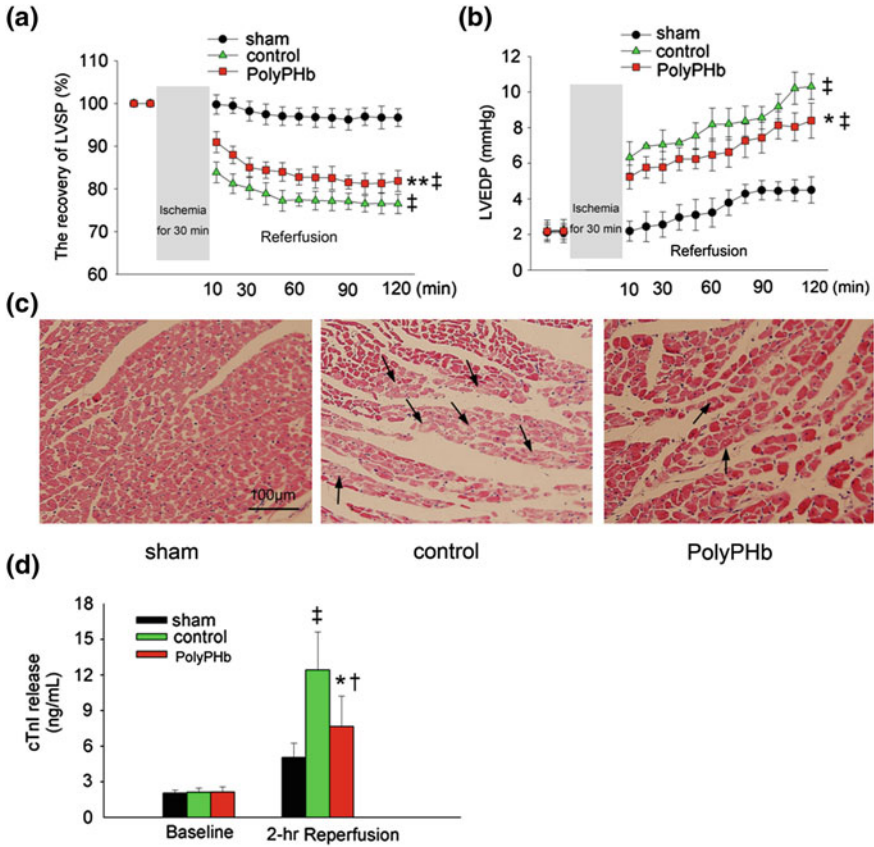 (a)
sham
control
PolyPHb
The recovery of LVSP (%)
110
100
90
80
70
60
Ischemia
for 30 min
Referfusion
**‡
‡
10 30 60 90 120 (min)
(b)
sham
control
PolyPHb
LVEDP (mmHg)
12
10
8
6
4
2
0
Ischemia
for 30 min
Referfusion
‡
*‡
10 30 60 90 120 (min)
(c)
100μm
sham
control
PolyPHb
(d)
sham
control
PolyPHb
cTnI release
(ng/mL)
18
15
12
9
6
3
0
‡
*†
Baseline
2-hr Reperfusion